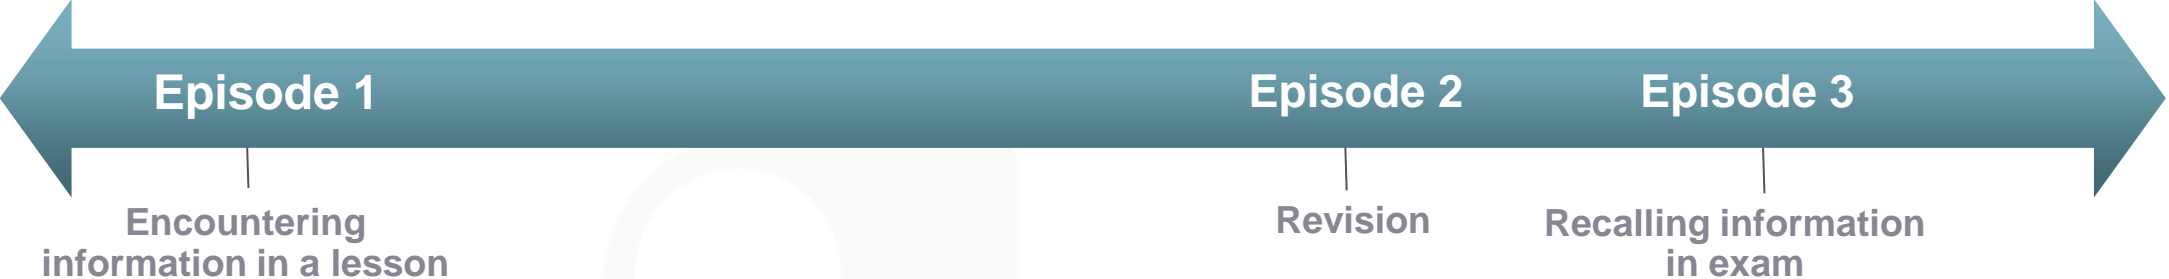 Episode 1
Episode 2
Episode 3
Encountering
information in a lesson
Revision
Recalling information
in exam